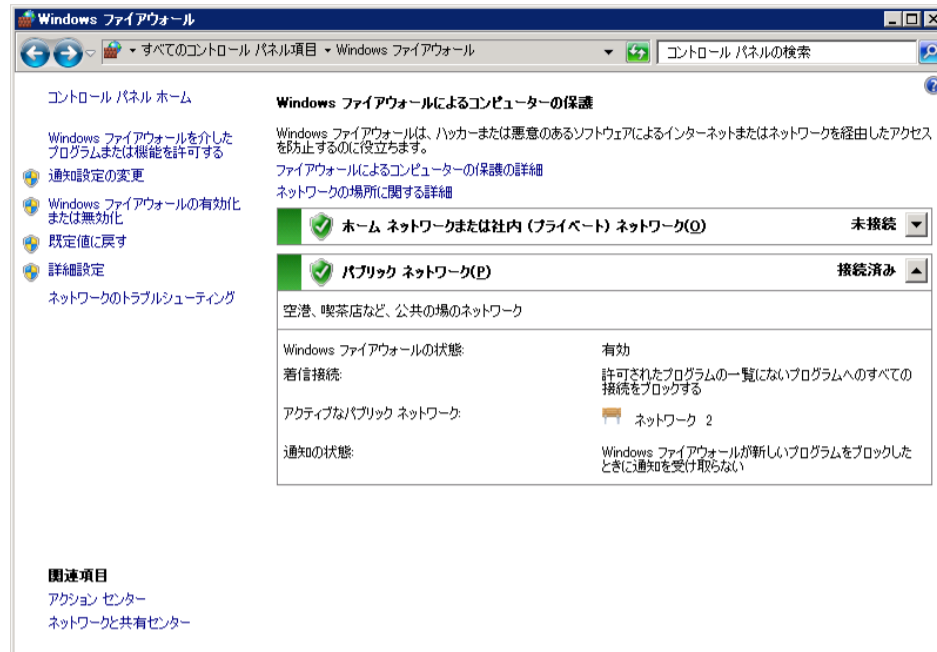 Windows ファイアウォール
すべてのコントロール パネル項目 Windows ファイアウォール
コントロール パネルの検索
コントロール パネル ホーム
Windows ファイアウォールを介した
プログラムまたは機能を許可する
通知設定の変更
Windows ファイアウォールの有効化
または無効化
既定値に戻す
詳細設定
ネットワークのトラブルシューティング
Windows ファイアウォールによるコンピューターの保護
Windows ファイアウォールは、ハッカーまたは悪意のあるソフトウェアによるインターネットまたはネットワークを経由したアクセス
を防止するのに役立ちます。
ファイアウォールによるコンピューターの保護の詳細
ネットワークの場所に関する詳細
ホーム ネットワークまたは社内 (プライベート) ネットワーク(O) 未接続
パブリック ネットワーク(P) 接続済み
空港、喫茶店など、公共の場のネットワーク
Windows ファイアウォールの状態: 有効
着信接続: 許可されたプログラムの一覧にないプログラムへのすべての
接続をブロックする
アクティブなパブリック ネットワーク: ネットワーク 2
通知の状態: Windows ファイアウォールが新しいプログラムをブロックした
ときに通知を受け取らない
関連項目
アクション センター
ネットワークと共有センター